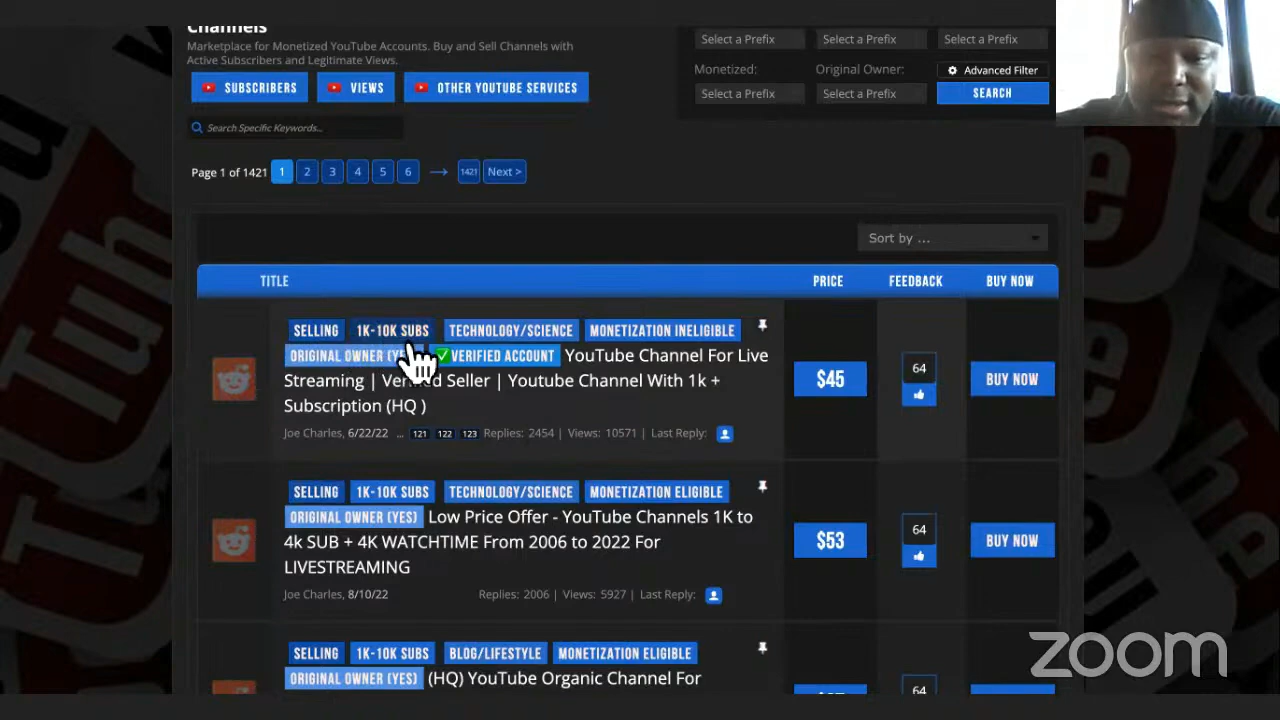 Channels
Marketplace for Monetized YouTube Accounts. Buy and Sell Channels with
Active Subscribers and Legitimate Views.
SUBSCRIBERS VIEWS OTHER YOUTUBE SERVICES
Select a Prefix Select a Prefix Select a Prefix
Monetized: Original Owner: Advanced Filter
Select a Prefix Select a Prefix SEARCH
Search Specific Keywords...
Page 1 of 1421 1 2 3 4 5 6 → 1421 Next >
Sort by ...
TITLE PRICE FEEDBACK BUY NOW
SELLING 1K-10K SUBS TECHNOLOGY/SCIENCE MONETIZATION INELIGIBLE
ORIGINAL OWNER (YES) VERIFIED ACCOUNT YouTube Channel For Live
Streaming | Verified Seller | Youtube Channel With 1k +
Subscription (HQ )
Joe Charles, 6/22/22 ... 121 122 123 Replies: 2454 | Views: 10571 | Last Reply:
$45 64 BUY NOW
SELLING 1K-10K SUBS TECHNOLOGY/SCIENCE MONETIZATION ELIGIBLE
ORIGINAL OWNER (YES) Low Price Offer - YouTube Channels 1K to
4k SUB + 4K WATCHTIME From 2006 to 2022 For
LIVESTREAMING
Joe Charles, 8/10/22 Replies: 2006 | Views: 5927 | Last Reply:
$53 64 BUY NOW
SELLING 1K-10K SUBS BLOG/LIFESTYLE MONETIZATION ELIGIBLE
ORIGINAL OWNER (YES) (HQ) YouTube Organic Channel For
64
zoom